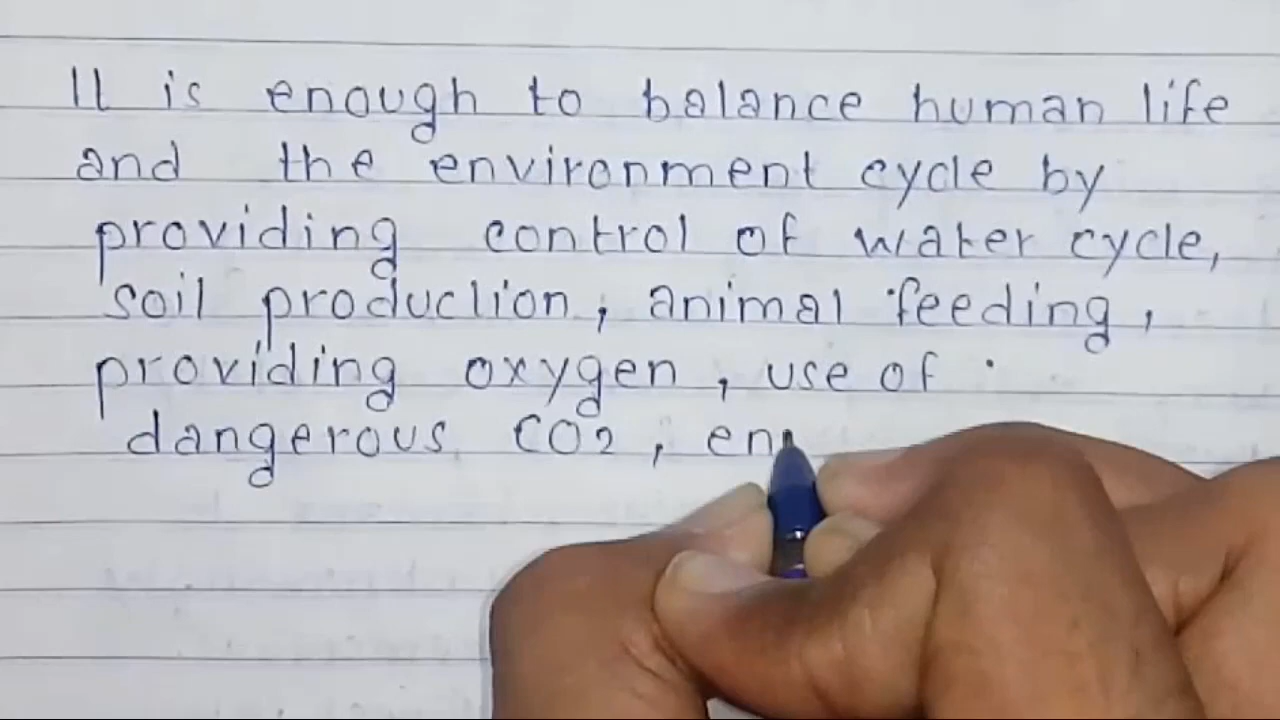 It is enough to balance human life
and the environment cycle by
providing control of water cycle,
soil production, animal feeding,
providing oxygen, use of
dangerous CO2, en